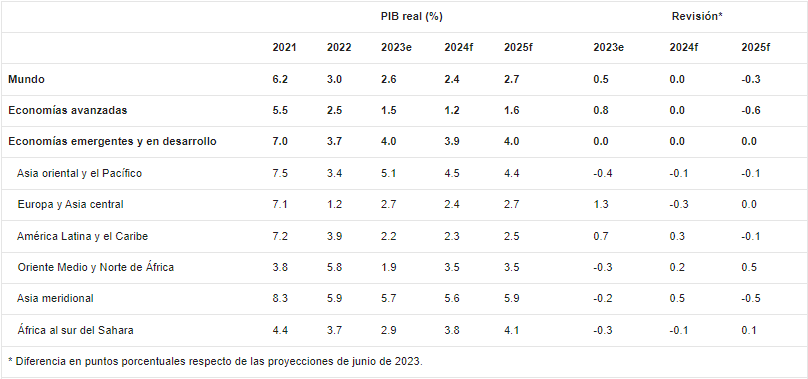 PIB real (%) Revisión*
2021 2022 2023e 2024f 2025f 2023e 2024f 2025f
Mundo 6.2 3.0 2.6 2.4 2.7 0.5 0.0 -0.3
Economías avanzadas 5.5 2.5 1.5 1.2 1.6 0.8 0.0 -0.6
Economías emergentes y en desarrollo 7.0 3.7 4.0 3.9 4.0 0.0 0.0 0.0
Asia oriental y el Pacífico 7.5 3.4 5.1 4.5 4.4 -0.4 -0.1 -0.1
Europa y Asia central 7.1 1.2 2.7 2.4 2.7 1.3 -0.3 0.0
América Latina y el Caribe 7.2 3.9 2.2 2.3 2.5 0.7 0.3 -0.1
Oriente Medio y Norte de África 3.8 5.8 1.9 3.5 3.5 -0.3 0.2 0.5
Asia meridional 8.3 5.9 5.7 5.6 5.9 -0.2 0.5 -0.5
África al sur del Sahara 4.4 3.7 2.9 3.8 4.1 -0.3 -0.1 0.1
* Diferencia en puntos porcentuales respecto de las proyecciones de junio de 2023.